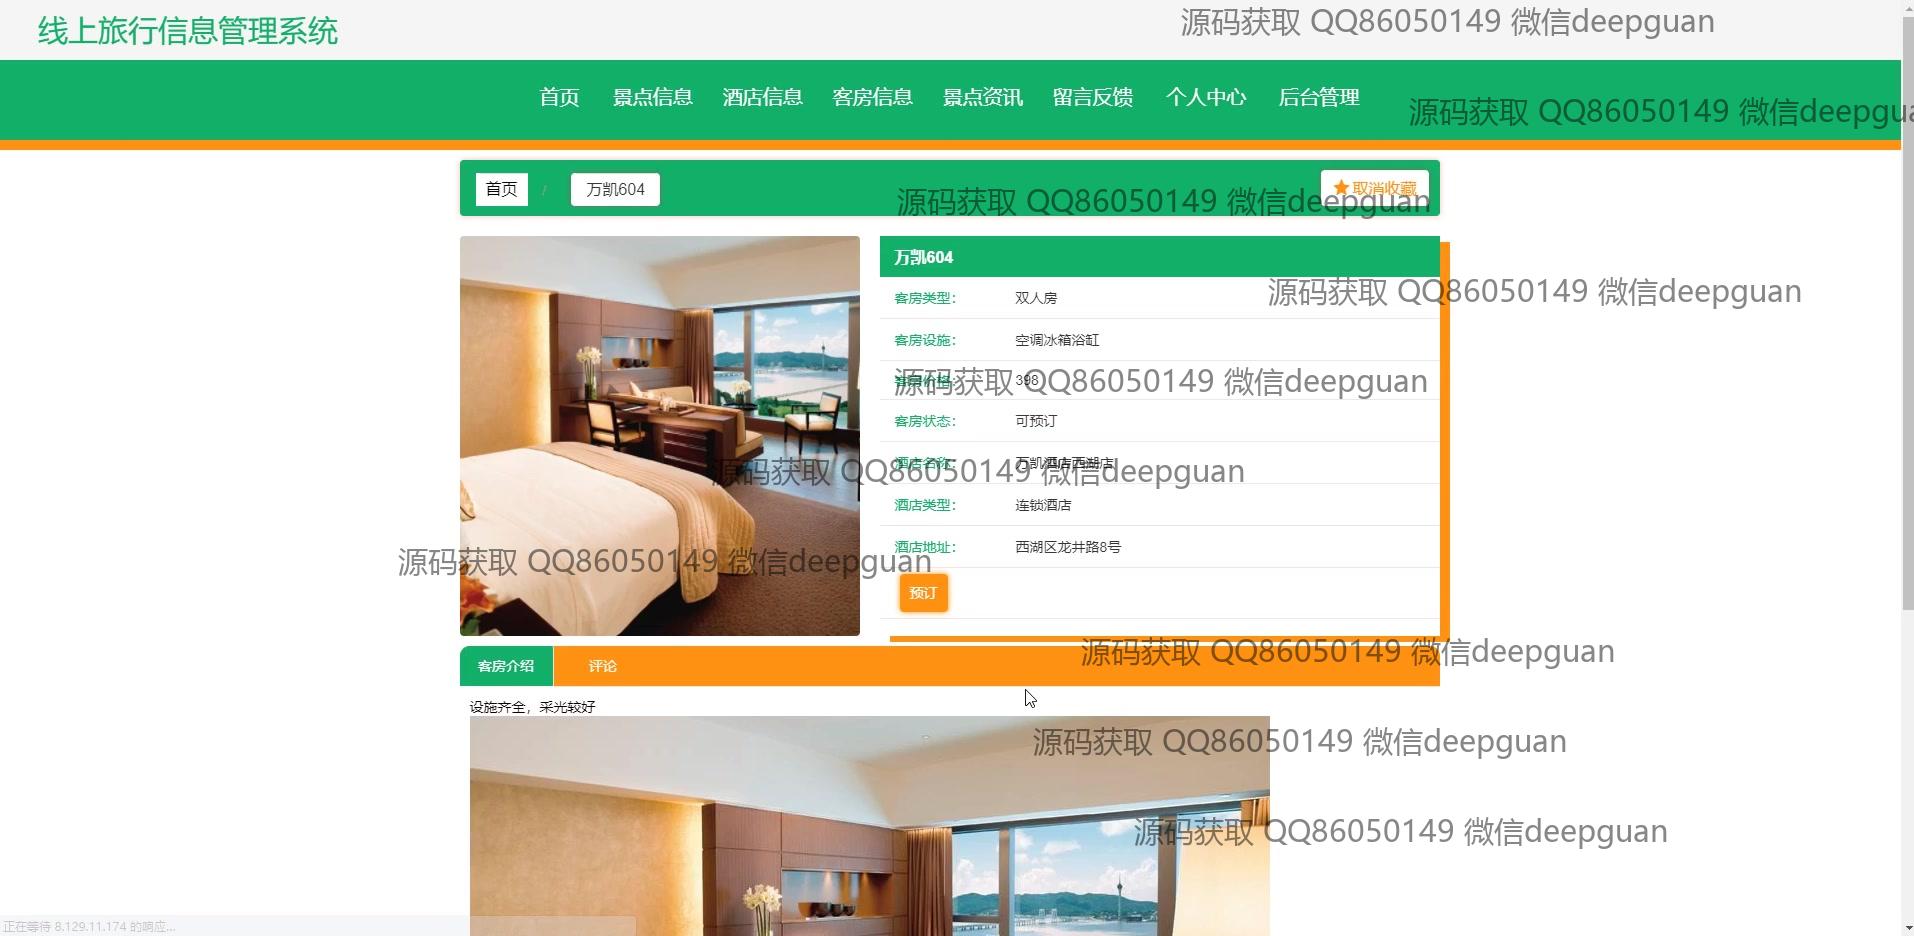 线上旅行信息管理系统
源码获取 QQ86050149 微信deepguan
首页 景点信息 酒店信息 客房信息 景点资讯 留言反馈 个人中心 后台管理
源码获取 QQ86050149 微信deepgua
首页 / 万凯604
★取消收藏
源码获取 QQ86050149 微信deepguan
万凯604
客房类型: 双人房
源码获取 QQ86050149 微信deepguan
客房设施: 空调冰箱浴缸
客房价格: 398
源码获取 QQ86050149 微信deepguan
客房状态: 可预订
酒店名称: 万凯酒店西湖店
源码获取 QQ86050149 微信deepguan
酒店类型: 连锁酒店
酒店地址: 西湖区龙井路8号
源码获取 QQ86050149 微信deepguan
预订
源码获取 QQ86050149 微信deepguan
客房介绍 评论
设施齐全，采光较好
源码获取 QQ86050149 微信deepguan
源码获取 QQ86050149 微信deepguan
正在等待 8.129.11.174 的响应...